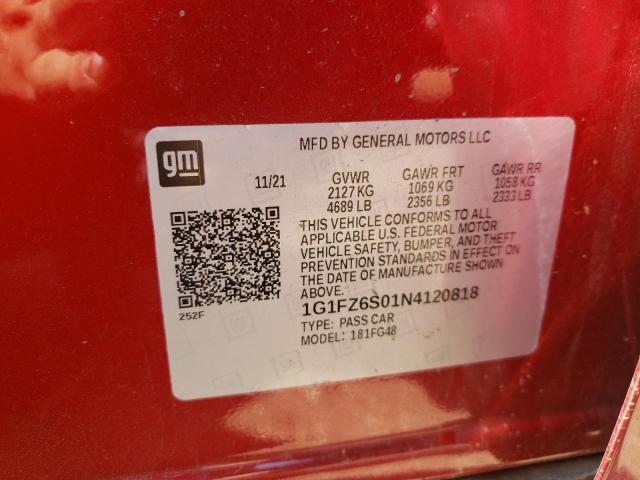 gm
MFD BY GENERAL MOTORS LLC
11/21
GVWR GAWR FRT GAWR RR
2127 KG 1069 KG 1058 KG
4689 LB 2356 LB 2333 LB
THIS VEHICLE CONFORMS TO ALL
APPLICABLE U.S. FEDERAL MOTOR
VEHICLE SAFETY, BUMPER, AND THEFT
PREVENTION STANDARDS IN EFFECT ON
THE DATE OF MANUFACTURE SHOWN
ABOVE.
1G1FZ6S01N4120818
TYPE: PASS CAR
MODEL: 181FG48
252F